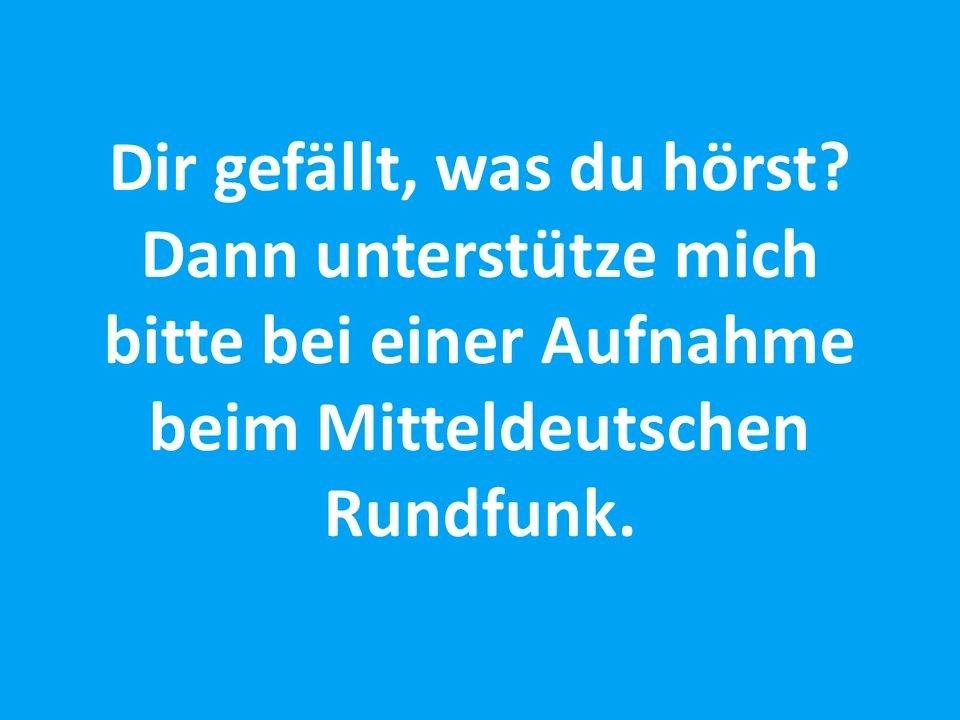 Dir gefällt, was du hörst?
Dann unterstütze mich
bitte bei einer Aufnahme
beim Mitteldeutschen
Rundfunk.